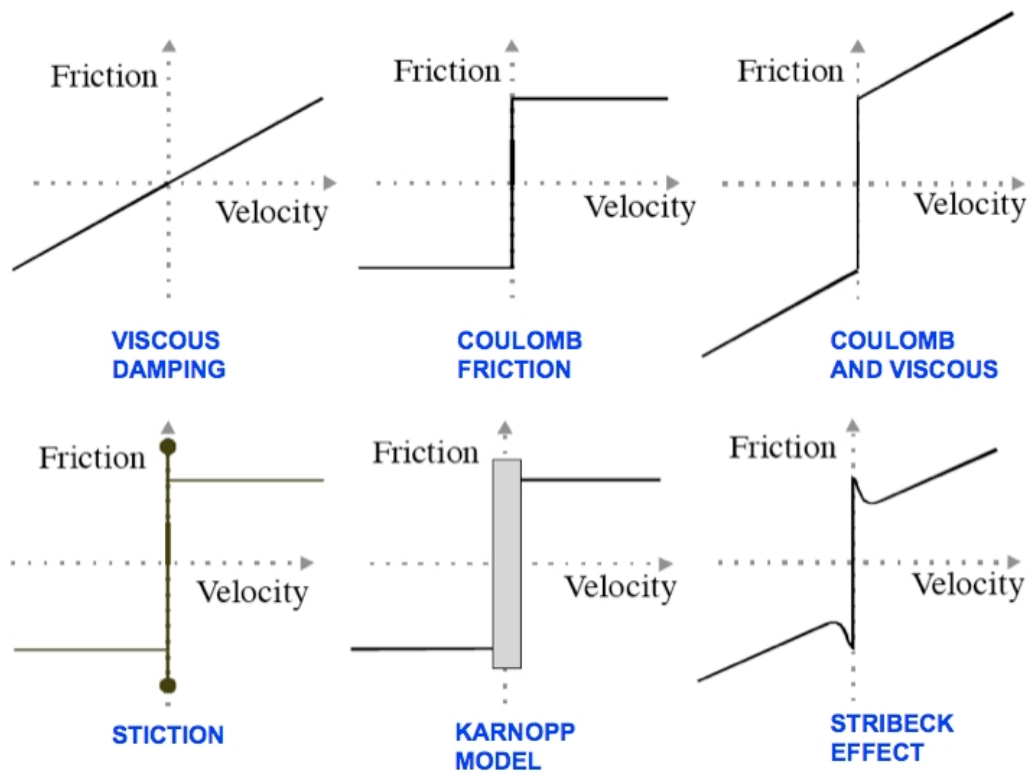 Friction
Velocity
VISCOUS
DAMPING
Friction
Velocity
COULOMB
FRICTION
Friction
Velocity
COULOMB
AND VISCOUS
Friction
Velocity
STICTION
Friction
Velocity
KARNOPP
MODEL
Friction
Velocity
STRIBECK
EFFECT